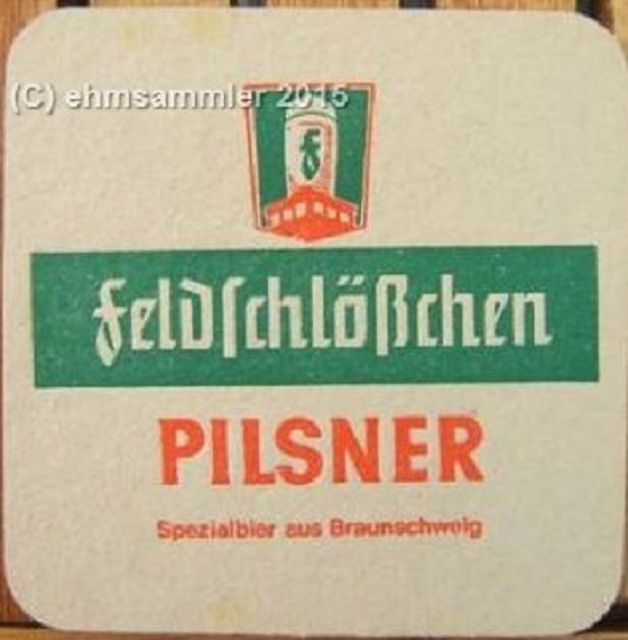 (C) ehmsammler 2015
F
Feldschlößchen
PILSNER
Spezialbier aus Braunschweig